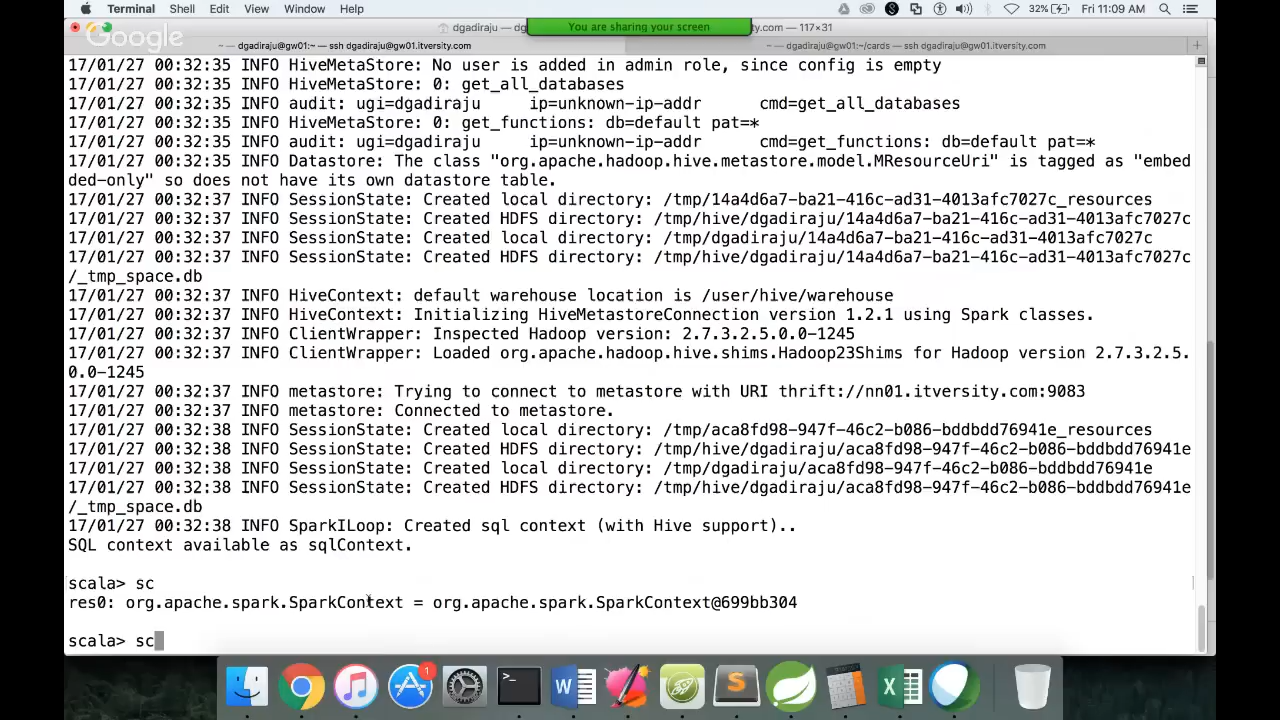 Terminal Shell Edit View Window Help
32% Fri 11:09 AM
Google
dgadiraju — You are sharing your screen y.com — 117×31
~ — dgadiraju@gw01:~ — ssh dgadiraju@gw01.itversity.com
~ — dgadiraju@gw01:~/cards — ssh dgadiraju@gw01.itversity.com
17/01/27 00:32:35 INFO HiveMetaStore: No user is added in admin role, since config is empty
17/01/27 00:32:35 INFO HiveMetaStore: 0: get_all_databases
17/01/27 00:32:35 INFO audit: ugi=dgadiraju ip=unknown-ip-addr cmd=get_all_databases
17/01/27 00:32:35 INFO HiveMetaStore: 0: get_functions: db=default pat=*
17/01/27 00:32:35 INFO audit: ugi=dgadiraju ip=unknown-ip-addr cmd=get_functions: db=default pat=*
17/01/27 00:32:35 INFO Datastore: The class "org.apache.hadoop.hive.metastore.model.MResourceUri" is tagged as "embed
ded-only" so does not have its own datastore table.
17/01/27 00:32:37 INFO SessionState: Created local directory: /tmp/14a4d6a7-ba21-416c-ad31-4013afc7027c_resources
17/01/27 00:32:37 INFO SessionState: Created HDFS directory: /tmp/hive/dgadiraju/14a4d6a7-ba21-416c-ad31-4013afc7027c
17/01/27 00:32:37 INFO SessionState: Created local directory: /tmp/dgadiraju/14a4d6a7-ba21-416c-ad31-4013afc7027c
17/01/27 00:32:37 INFO SessionState: Created HDFS directory: /tmp/hive/dgadiraju/14a4d6a7-ba21-416c-ad31-4013afc7027c
/_tmp_space.db
17/01/27 00:32:37 INFO HiveContext: default warehouse location is /user/hive/warehouse
17/01/27 00:32:37 INFO HiveContext: Initializing HiveMetastoreConnection version 1.2.1 using Spark classes.
17/01/27 00:32:37 INFO ClientWrapper: Inspected Hadoop version: 2.7.3.2.5.0.0-1245
17/01/27 00:32:37 INFO ClientWrapper: Loaded org.apache.hadoop.hive.shims.Hadoop23Shims for Hadoop version 2.7.3.2.5.
0.0-1245
17/01/27 00:32:37 INFO metastore: Trying to connect to metastore with URI thrift://nn01.itversity.com:9083
17/01/27 00:32:37 INFO metastore: Connected to metastore.
17/01/27 00:32:38 INFO SessionState: Created local directory: /tmp/aca8fd98-947f-46c2-b086-bddbdd76941e_resources
17/01/27 00:32:38 INFO SessionState: Created HDFS directory: /tmp/hive/dgadiraju/aca8fd98-947f-46c2-b086-bddbdd76941e
17/01/27 00:32:38 INFO SessionState: Created local directory: /tmp/dgadiraju/aca8fd98-947f-46c2-b086-bddbdd76941e
17/01/27 00:32:38 INFO SessionState: Created HDFS directory: /tmp/hive/dgadiraju/aca8fd98-947f-46c2-b086-bddbdd76941e
/_tmp_space.db
17/01/27 00:32:38 INFO SparkILoop: Created sql context (with Hive support)..
SQL context available as sqlContext.
scala> sc
res0: org.apache.spark.SparkContext = org.apache.spark.SparkContext@699bb304
scala> sc
1